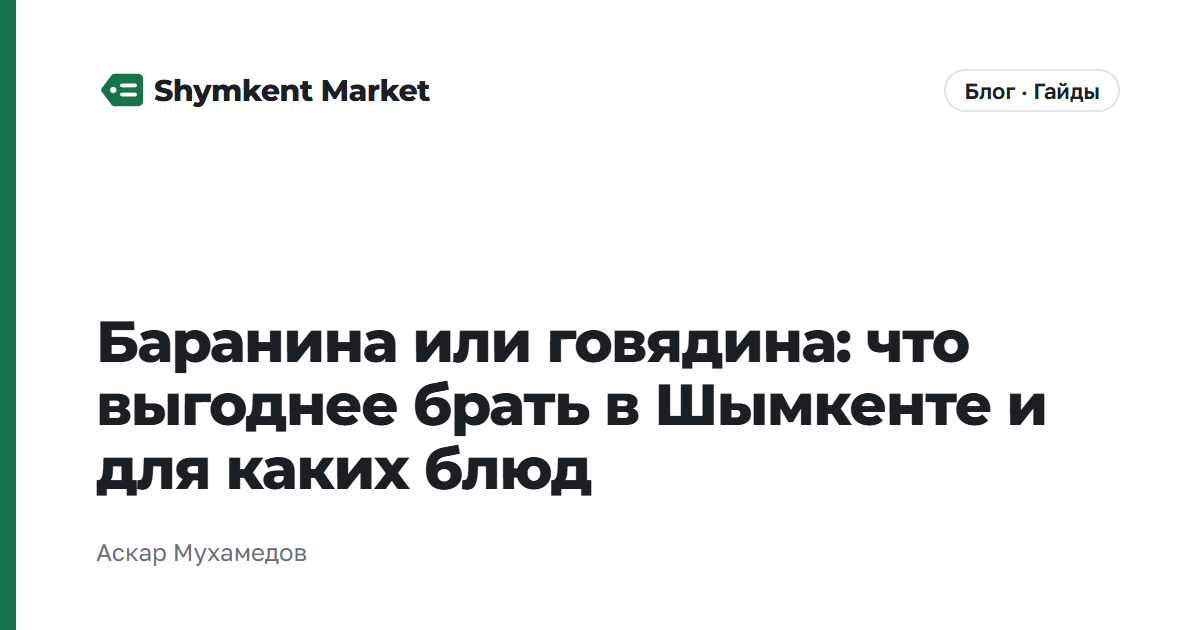 Shymkent Market
Блог · Гайды
Баранина или говядина: что
выгоднее брать в Шымкенте и
для каких блюд
Аскар Мухамедов